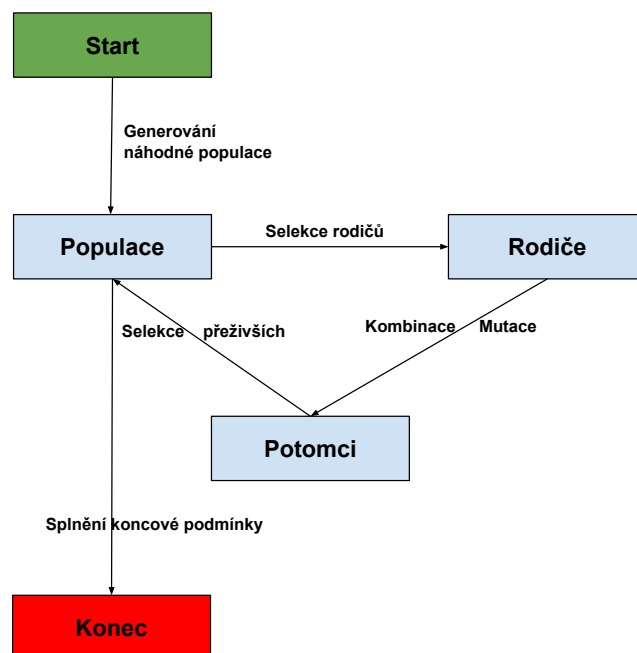 Start
Generování
náhodné populace
Populace
Selekce rodičů
Rodiče
Selekce přeživších
Kombinace Mutace
Potomci
Splnění koncové podmínky
Konec